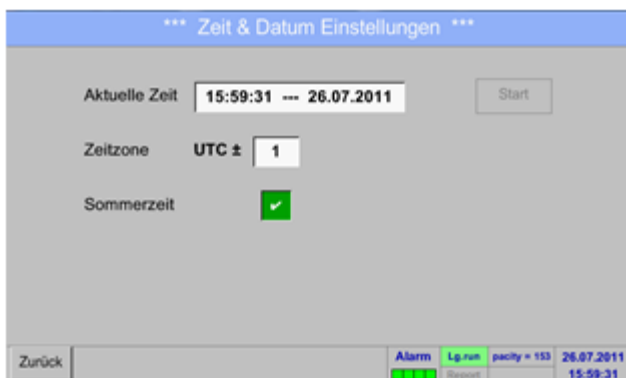 *** Zeit & Datum Einstellungen ***
Aktuelle Zeit 15:59:31 --- 26.07.2011 Start
Zeitzone UTC ± 1
Sommerzeit
Zurück Alarm Lg.run pacity = 153 26.07.2011
Report 15:59:31